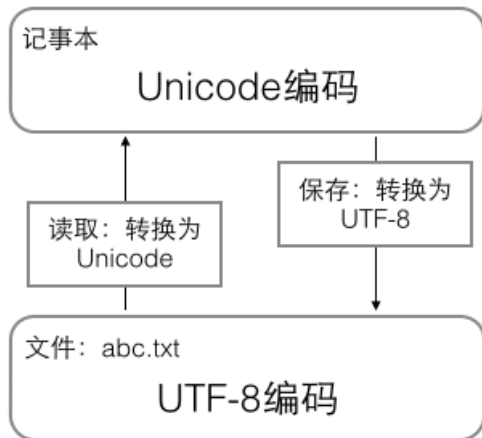 记事本
Unicode编码
读取：转换为
Unicode
保存：转换为
UTF-8
文件：abc.txt
UTF-8编码